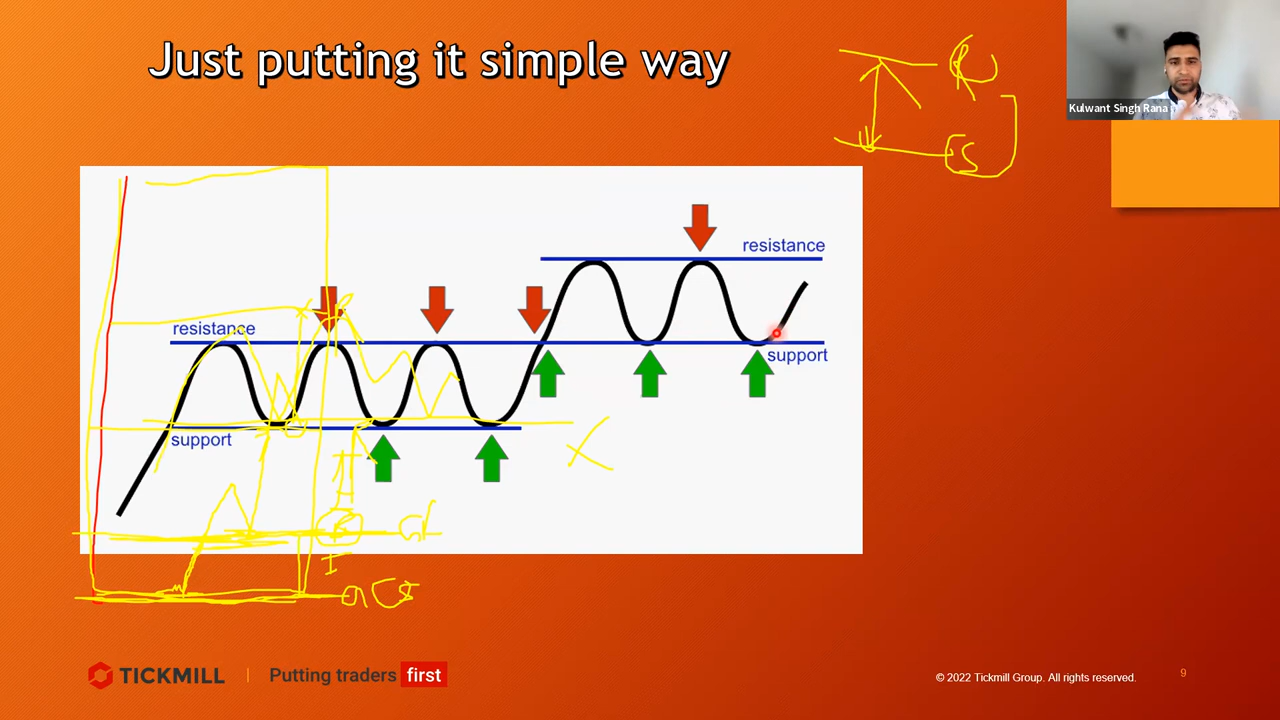 Just putting it simple way
R
S
Kulwant Singh Rana
resistance
resistance
support
support
TICKMILL | Putting traders first
© 2022 Tickmill Group. All rights reserved.
9